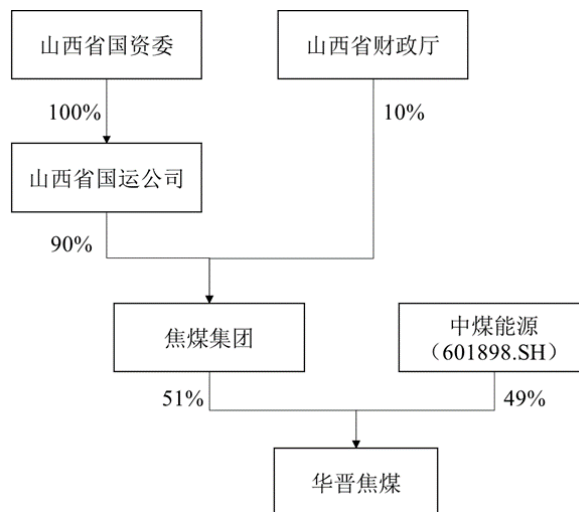 山西省国资委
山西省财政厅
100%
10%
山西省国运公司
90%
焦煤集团
中煤能源
（601898.SH）
51%
49%
华晋焦煤